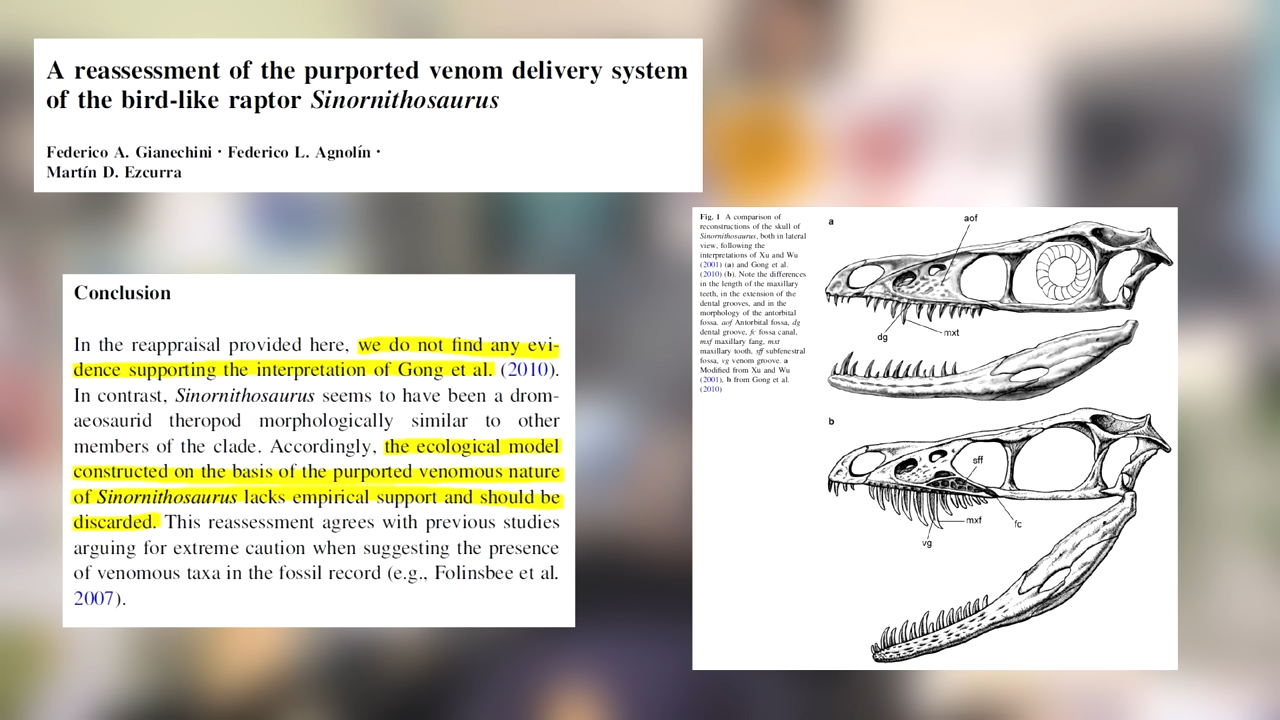 A reassessment of the purported venom delivery system
of the bird-like raptor Sinornithosaurus
Federico A. Gianechini · Federico L. Agnolín ·
Martín D. Ezcurra
Conclusion
In the reappraisal provided here, we do not find any evi-
dence supporting the interpretation of Gong et al. (2010).
In contrast, Sinornithosaurus seems to have been a drom-
aeosaurid theropod morphologically similar to other
members of the clade. Accordingly, the ecological model
constructed on the basis of the purported venomous nature
of Sinornithosaurus lacks empirical support and should be
discarded. This reassessment agrees with previous studies
arguing for extreme caution when suggesting the presence
of venomous taxa in the fossil record (e.g., Folinsbee et al.
2007).
Fig. 1 A comparison of
reconstructions of the skull of
Sinornithosaurus, both in lateral
view, following the
interpretations of Xu and Wu
(2001) (a) and Gong et al.
(2010) (b). Note the differences
in the length of the maxillary
teeth, in the extension of the
dental grooves, and in the
morphology of the antorbital
fossa. aof Antorbital fossa, dg
dental groove, fc fossa canal,
mxf maxillary fang, mxt
maxillary tooth, sff subfenestral
fossa, vg venom groove. a
Modified from Xu and Wu
(2001), b from Gong et al.
(2010)
a
aof
dg
mxt
b
sff
mxf
fc
vg